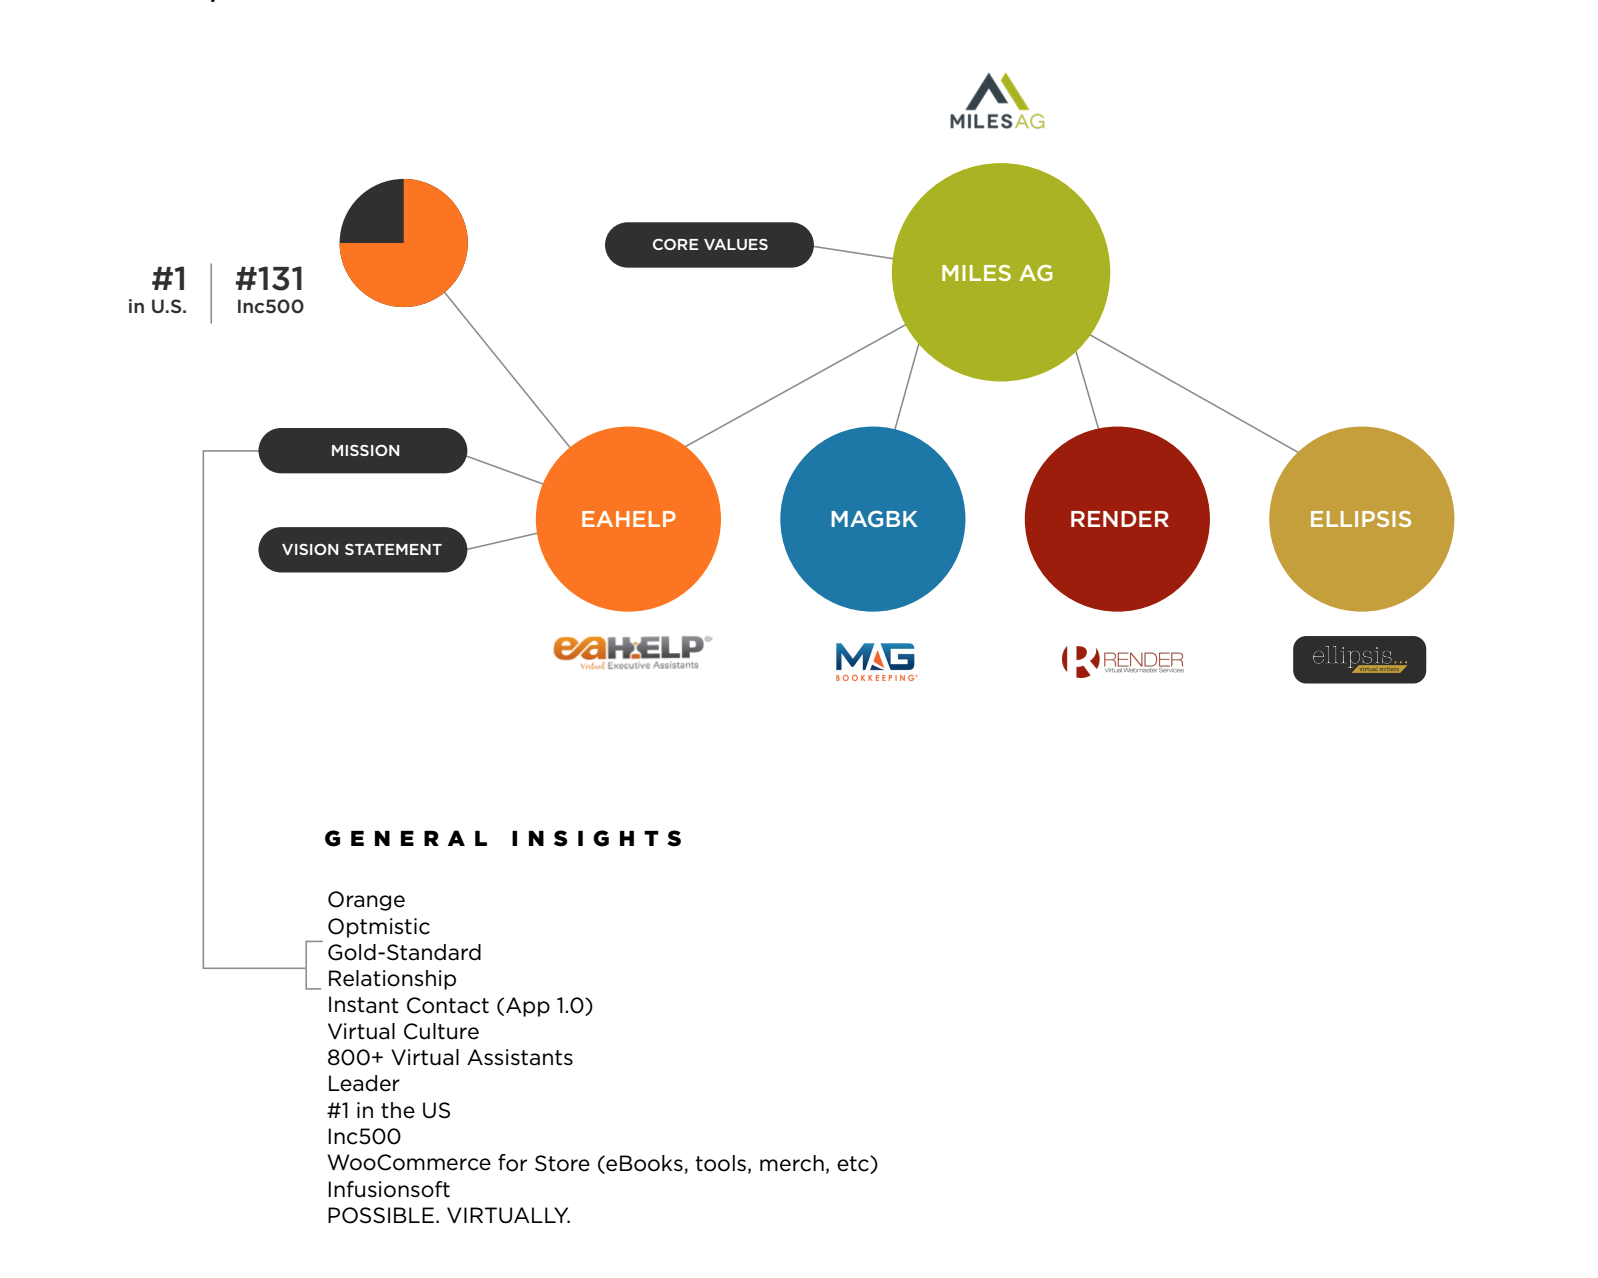 MILESAG
MILES AG
CORE VALUES
#1
in U.S.
#131
Inc500
MISSION
VISION STATEMENT
EAHELP
MAGBK
RENDER
ELLIPSIS
eaHELP®
Virtual Executive Assistants
MAG
BOOKKEEPING
RENDER
Virtual Webmaster Services
ellipsis...
virtual writers
GENERAL INSIGHTS
Orange
Optmistic
Gold-Standard
Relationship
Instant Contact (App 1.0)
Virtual Culture
800+ Virtual Assistants
Leader
#1 in the US
Inc500
WooCommerce for Store (eBooks, tools, merch, etc)
Infusionsoft
POSSIBLE. VIRTUALLY.